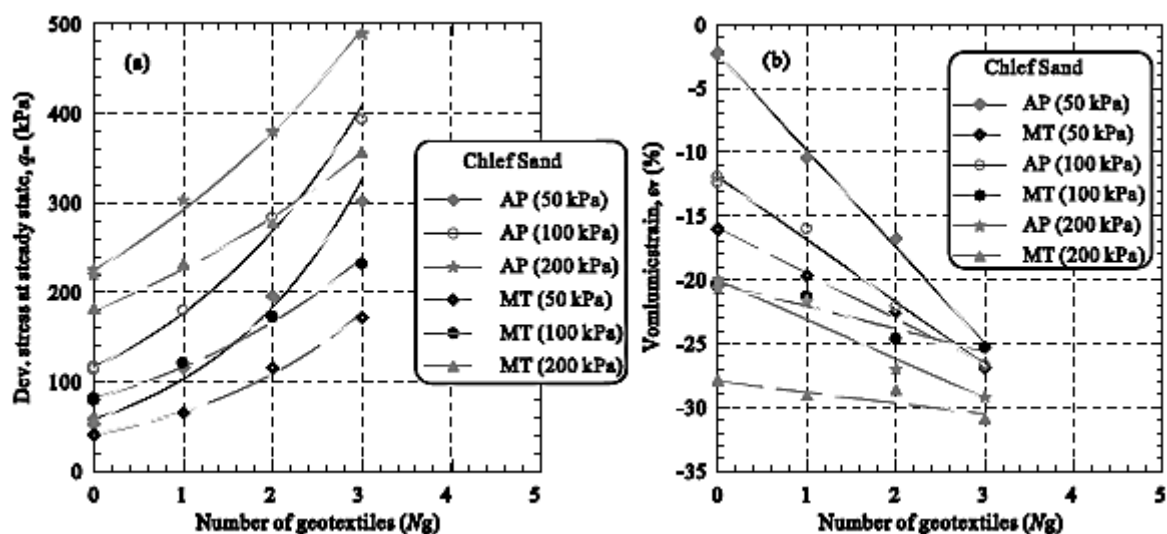 (a)
Dev. stress at steady state, qss (kPa)
500
400
300
200
100
0
0 1 2 3 4 5
Number of geotextiles (Ng)
Chlef Sand
AP (50 kPa)
AP (100 kPa)
AP (200 kPa)
MT (50 kPa)
MT (100 kPa)
MT (200 kPa)
(b)
Vomlumicstrain, εv (%)
0
-5
-10
-15
-20
-25
-30
-35
0 1 2 3 4 5
Number of geotextiles (Ng)
Chlef Sand
AP (50 kPa)
MT (50 kPa)
AP (100 kPa)
MT (100 kPa)
AP (200 kPa)
MT (200 kPa)